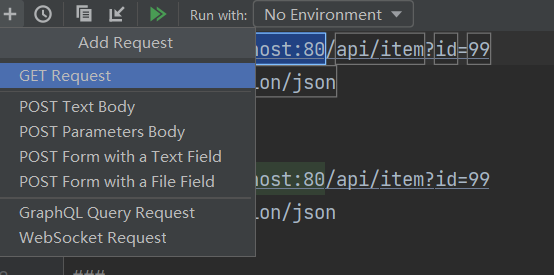 Run with: No Environment
Add Request
GET Request
POST Text Body
POST Parameters Body
POST Form with a Text Field
POST Form with a File Field
GraphQL Query Request
WebSocket Request
ost:80/api/item?id=99
on/json
ost:80/api/item?id=99
on/json
###